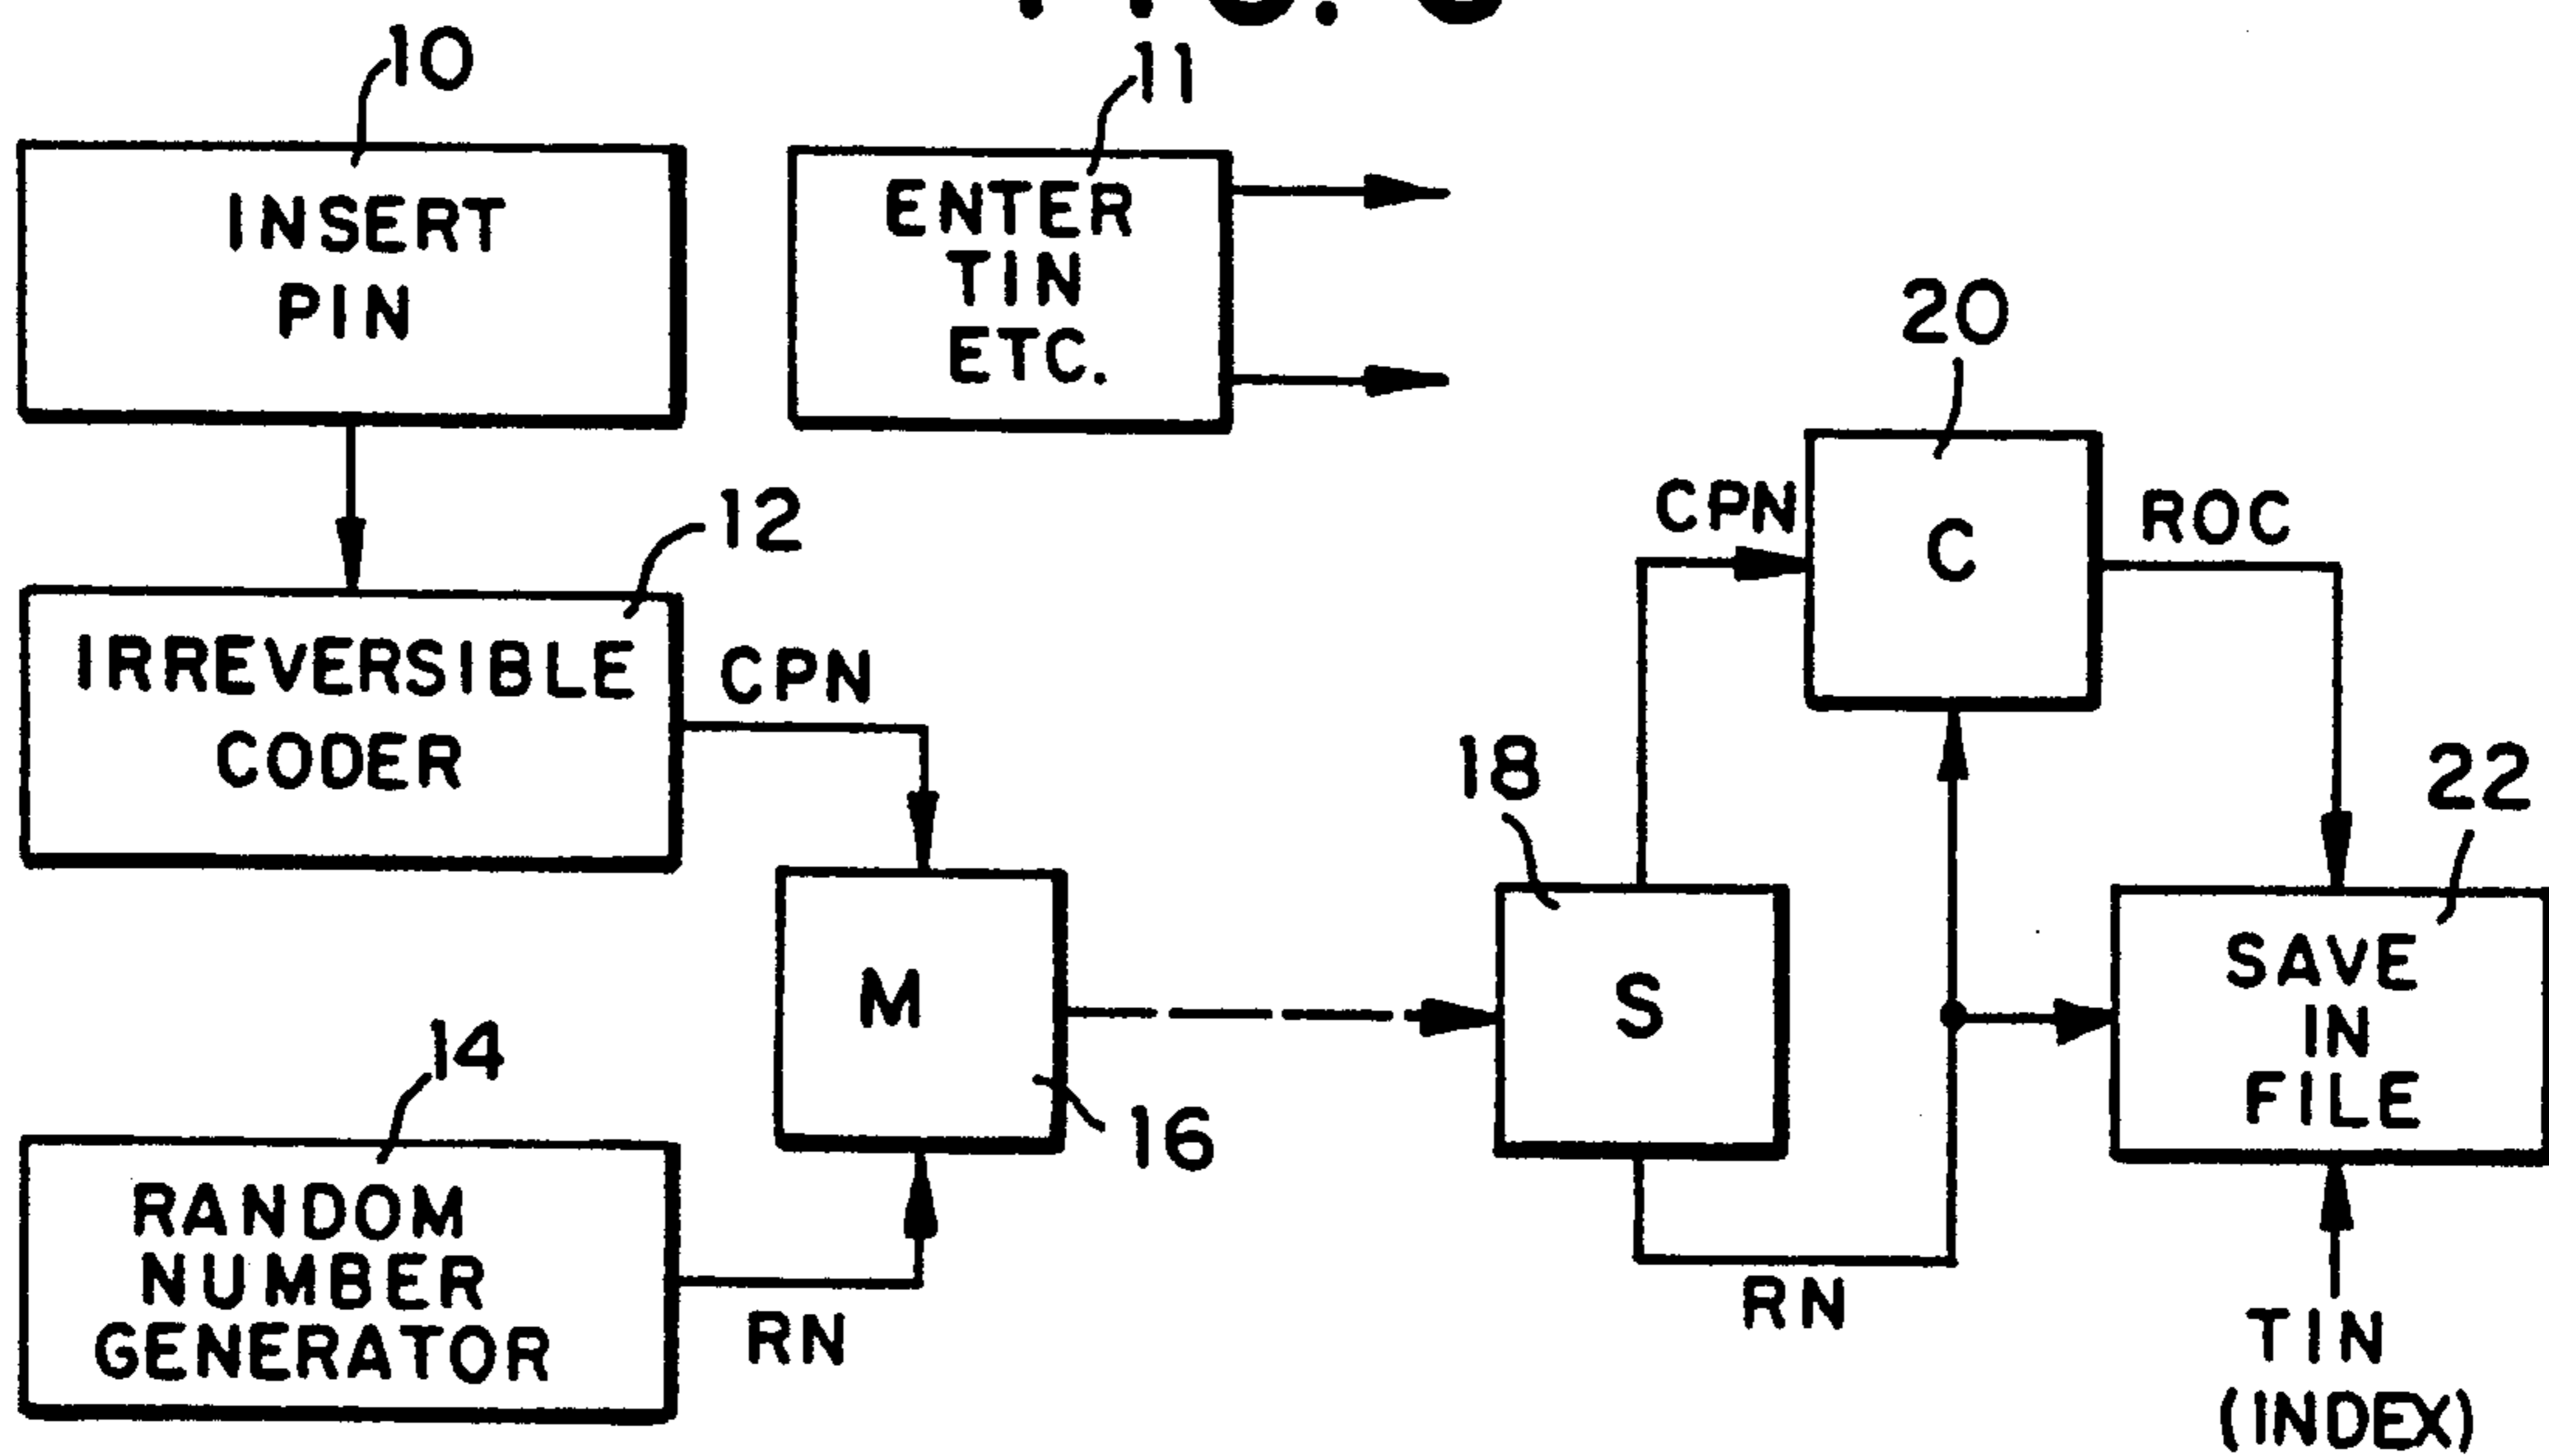 10
11
INSERT
PIN
ENTER
TIN
ETC.
20
12
CPN
C
ROC
IRREVERSIBLE
CODER
CPN
18
22
M
S
SAVE
IN
FILE
14
16
RANDOM
NUMBER
GENERATOR
RN
RN
TIN
(INDEX)